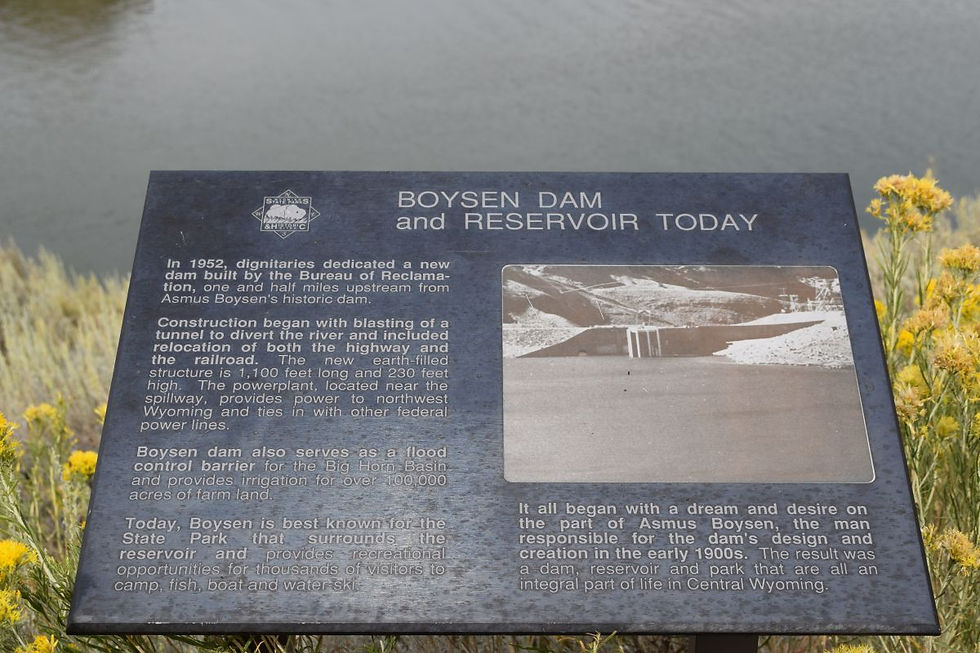 BOYSEN DAM
and RESERVOIR TODAY
In 1952, dignitaries dedicated a new
dam built by the Bureau of Reclama-
tion, one and half miles upstream from
Asmus Boysen's historic dam.
Construction began with blasting of a
tunnel to divert the river and included
relocation of both the highway and
the railroad. The new earth-filled
structure is 1,100 feet long and 230 feet
high. The powerplant, located near the
spillway, provides power to northwest
Wyoming and ties in with other federal
power lines.
Boysen dam also serves as a flood
control barrier for the Big Horn Basin
and provides irrigation for over 100,000
acres of farm land.
Today, Boysen is best known for the
State Park that surrounds the
reservoir and provides recreational
opportunities for thousands of visitors to
camp, fish, boat and water-ski.
It all began with a dream and desire on
the part of Asmus Boysen, the man
responsible for the dam's design and
creation in the early 1900s. The result was
a dam, reservoir and park that are all an
integral part of life in Central Wyoming.